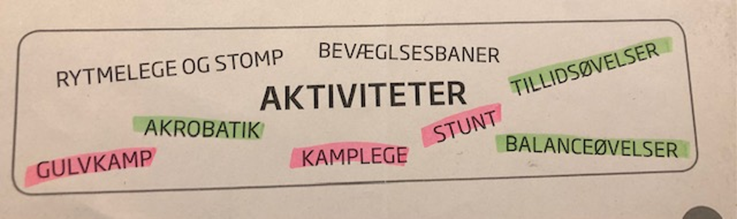 RYTMELEGE OG STOMP
BEVÆGLSESBANER
TILLIDSØVELSER
AKTIVITETER
AKROBATIK
STUNT
GULVKAMP
KAMPLEGE
BALANCEØVELSER